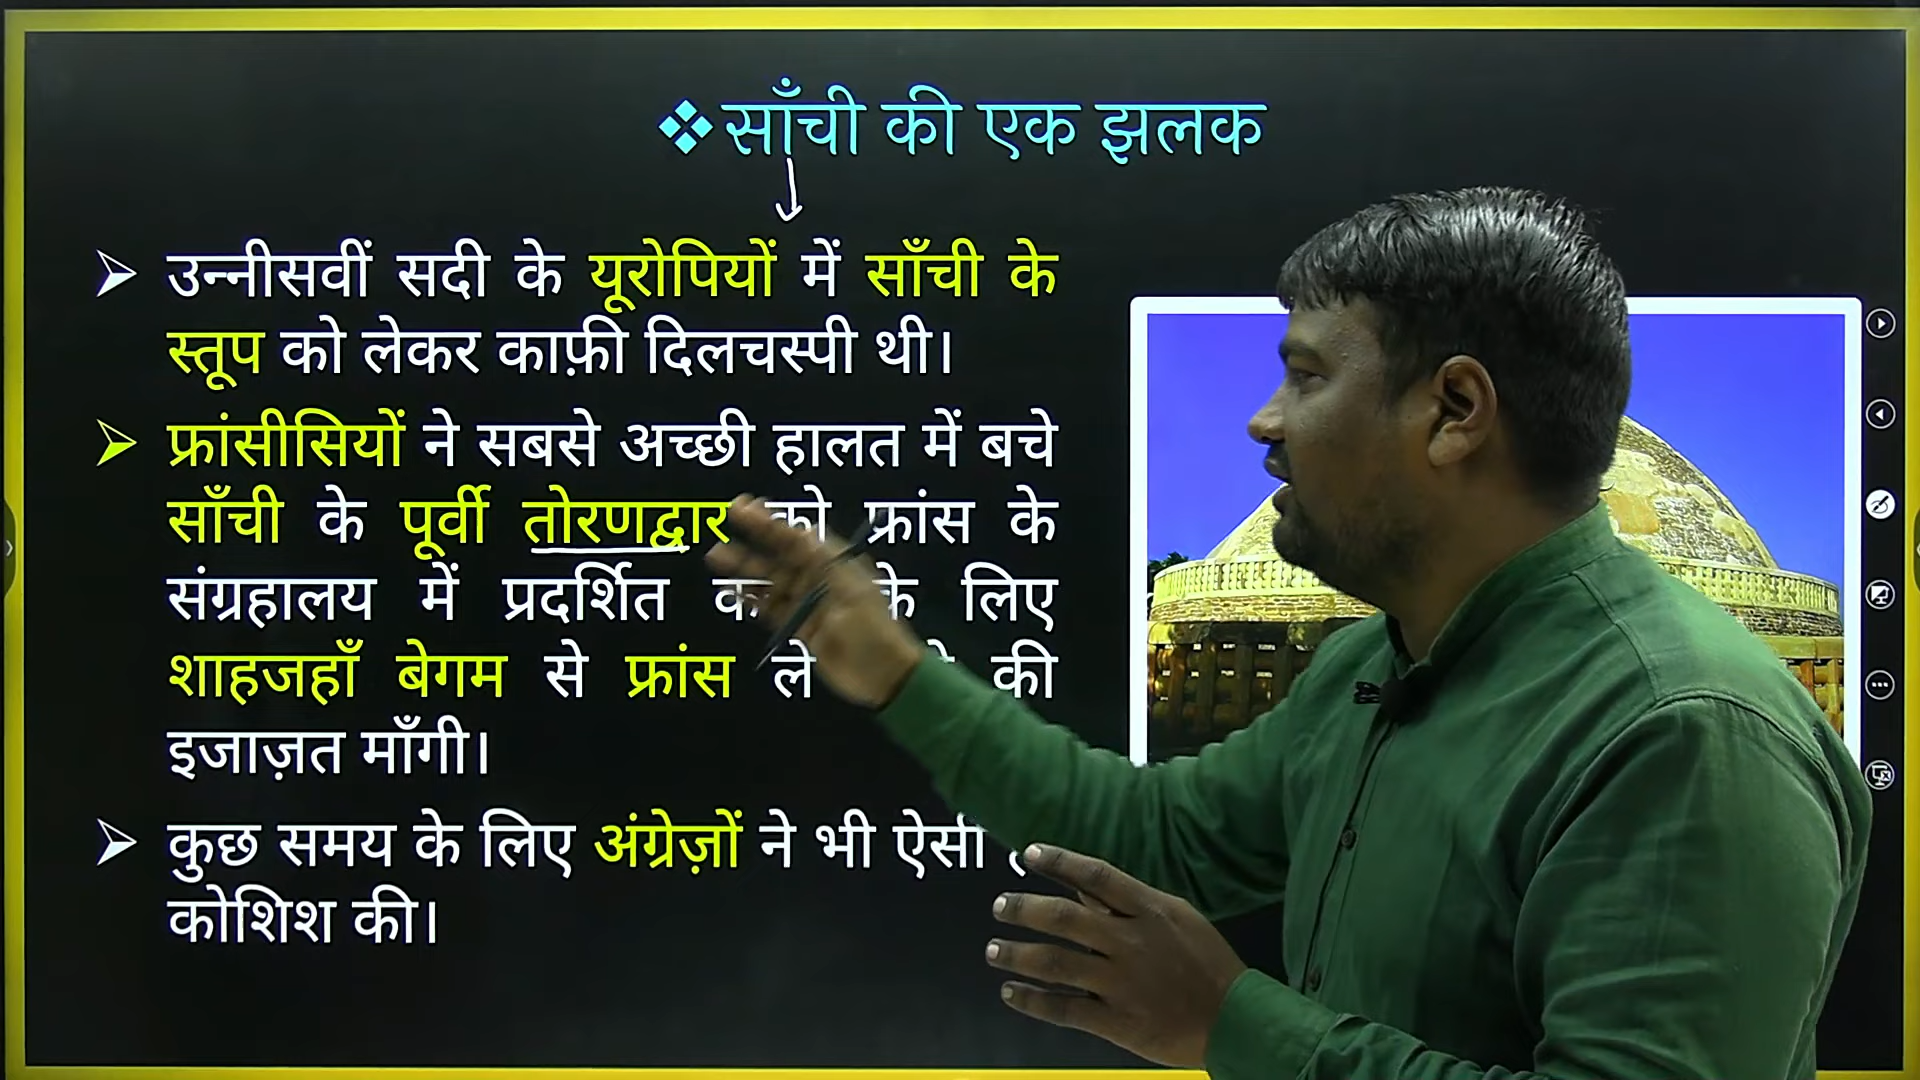 ❖साँची की एक झलक
➢ उन्नीसवीं सदी के यूरोपियों में साँची के
स्तूप को लेकर काफ़ी दिलचस्पी थी।
➢ फ्रांसीसियों ने सबसे अच्छी हालत में बचे
साँची के पूर्वी तोरणद्वार को फ्रांस के
संग्रहालय में प्रदर्शित के लिए
शाहजहाँ बेगम से फ्रांस की
इजाज़त माँगी।
➢ कुछ समय के लिए अंग्रेज़ों ने भी ऐसी
कोशिश की।